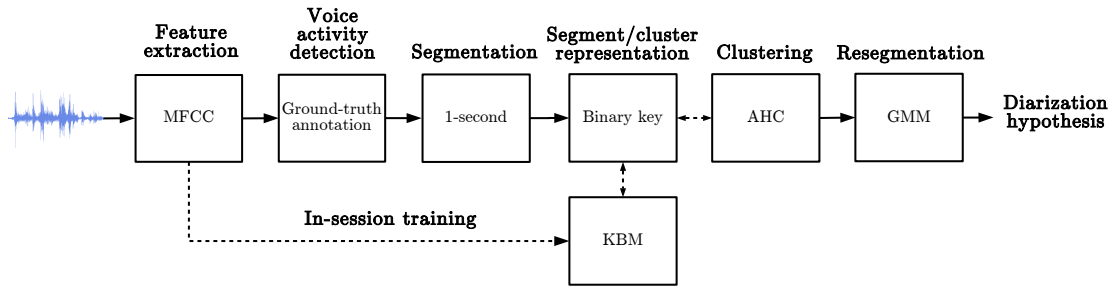 Feature
extraction
Voice
activity
detection
Segmentation
Segment/cluster
representation
Clustering
Resegmentation
MFCC
Ground-truth
annotation
1-second
Binary key
AHC
GMM
Diarization
hypothesis
In-session training
KBM